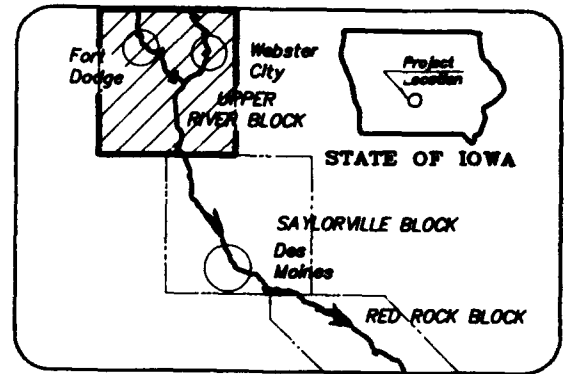 Fort
Dodge
Webster
City
UPPER
RIVER BLOCK
Project
Location
STATE OF IOWA
SAYLORVILLE BLOCK
Des
Moines
RED ROCK BLOCK